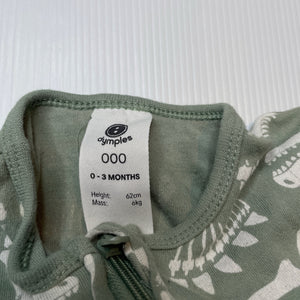 dymples
000
0 - 3 MONTHS
Height: 62cm
Mass: 6kg